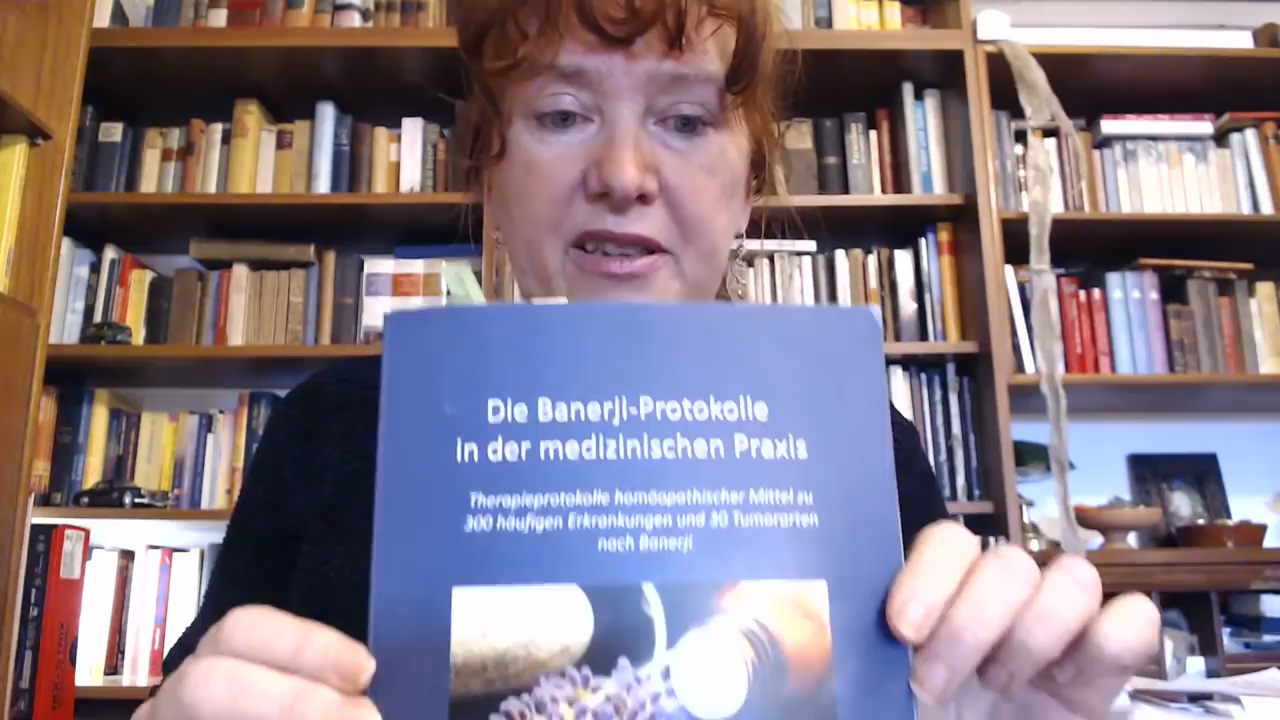 Die Banerji-Protokolle
in der medizinischen Praxis
Therapieprotokolle homöopathischer Mittel zu
300 häufigen Erkrankungen und 30 Tumorarten
nach Banerji